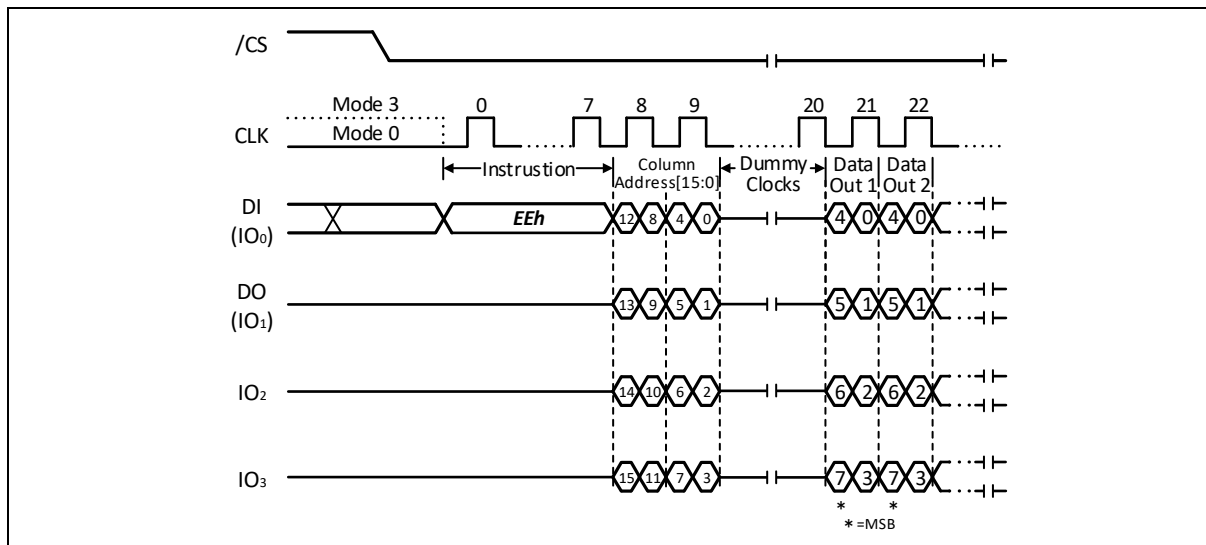 /CS
Mode 3 0 7 8 9 20 21 22
CLK Mode 0
Instrustion Column Address[15:0] Dummy Clocks Data Out 1 Data Out 2
DI (IO0) EEh 12 8 4 0 4 0 4 0
DO (IO1) 13 9 5 1 5 1 5 1
IO2 14 10 6 2 6 2 6 2
IO3 15 11 7 3 7 3 7 3
* *
* =MSB